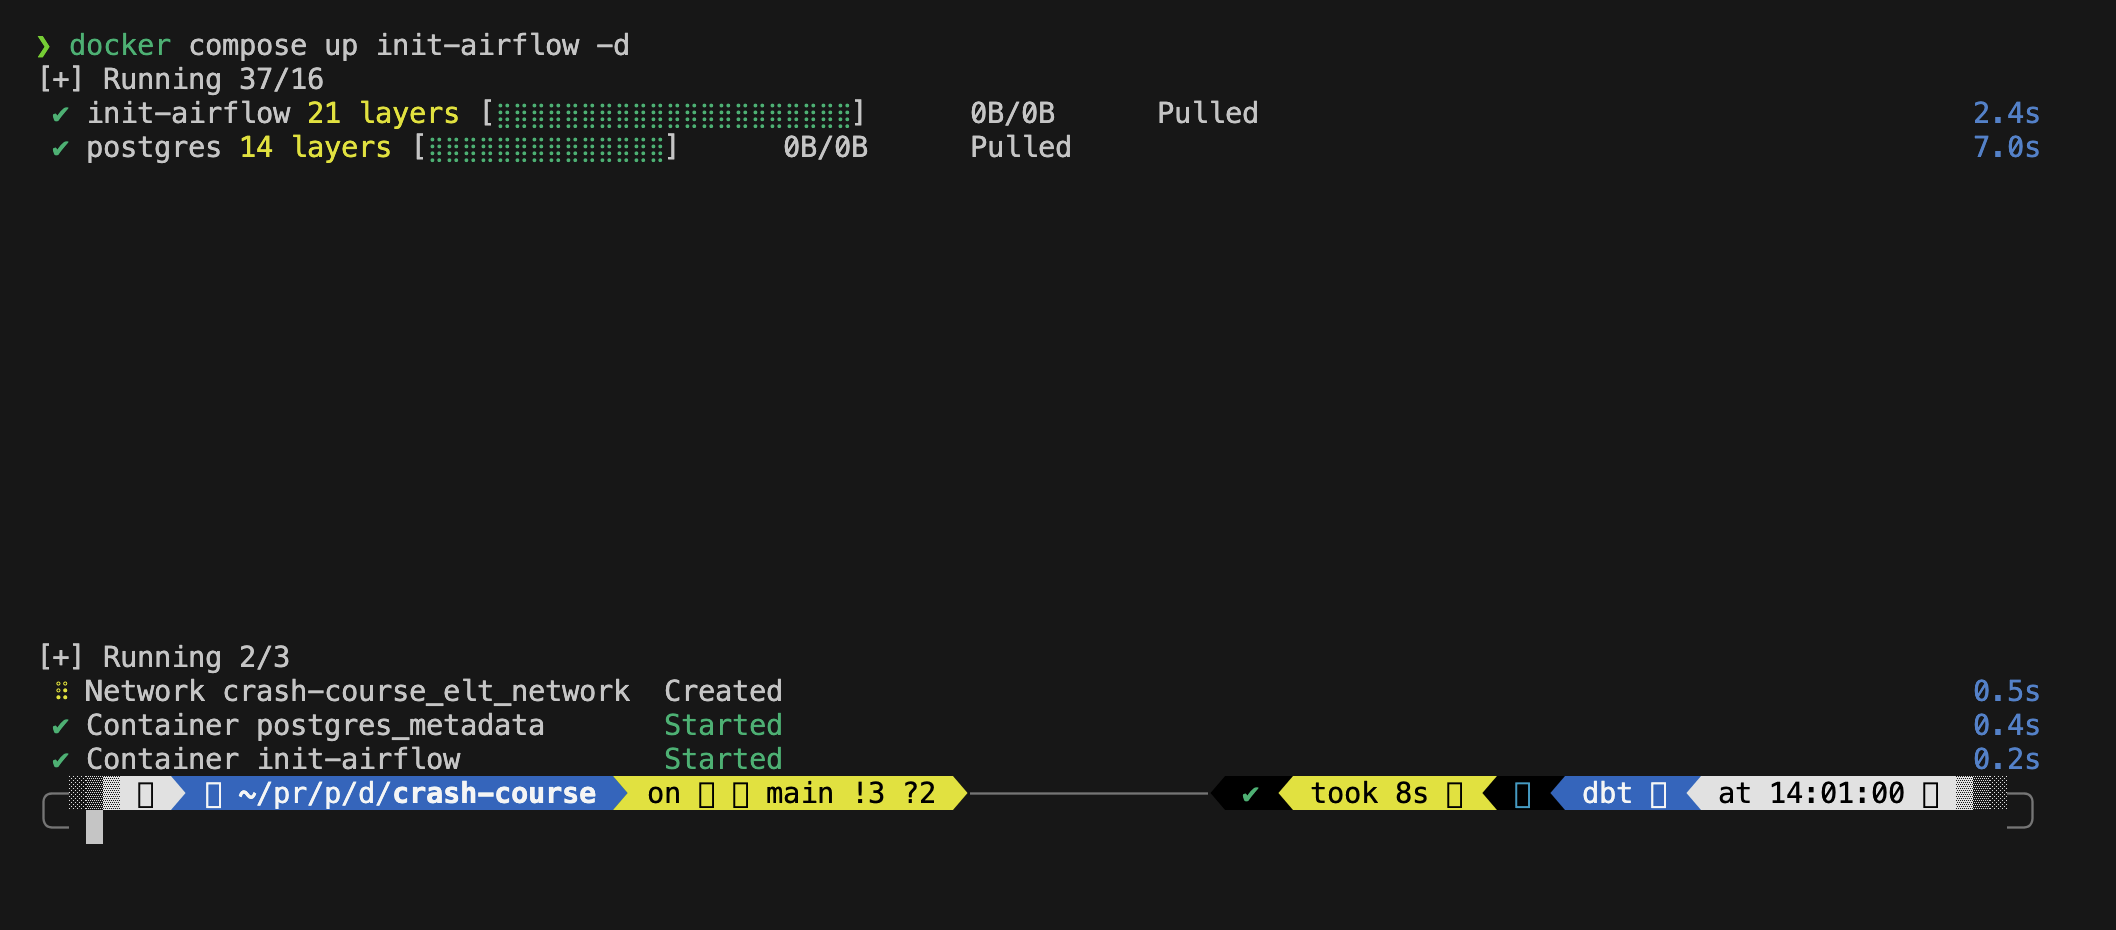 ❯ docker compose up init-airflow -d
[+] Running 37/16
✔ init-airflow 21 layers [⣿⣿⣿⣿⣿⣿⣿⣿⣿⣿⣿⣿⣿⣿⣿⣿⣿⣿⣿⣿⣿] 0B/0B Pulled 2.4s
✔ postgres 14 layers [⣿⣿⣿⣿⣿⣿⣿⣿⣿⣿⣿⣿⣿⣿] 0B/0B Pulled 7.0s
[+] Running 2/3
⠿ Network crash-course_elt_network Created 0.5s
✔ Container postgres_metadata Started 0.4s
✔ Container init-airflow Started 0.2s
~/pr/p/d/crash-course on main !3 ?2 ✔ took 8s dbt at 14:01:00